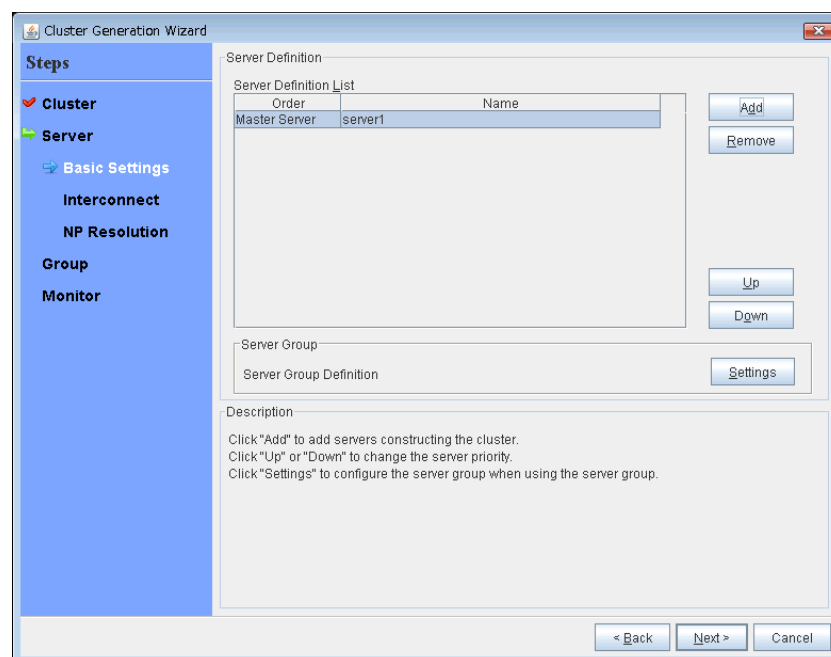 Cluster Generation Wizard
Steps
Cluster
Server
Basic Settings
Interconnect
NP Resolution
Group
Monitor
Server Definition
Server Definition List
Order Name
Master Server server1
Add
Remove
Up
Down
Server Group
Server Group Definition
Settings
Description
Click "Add" to add servers constructing the cluster.
Click "Up" or "Down" to change the server priority.
Click "Settings" to configure the server group when using the server group.
< Back Next > Cancel